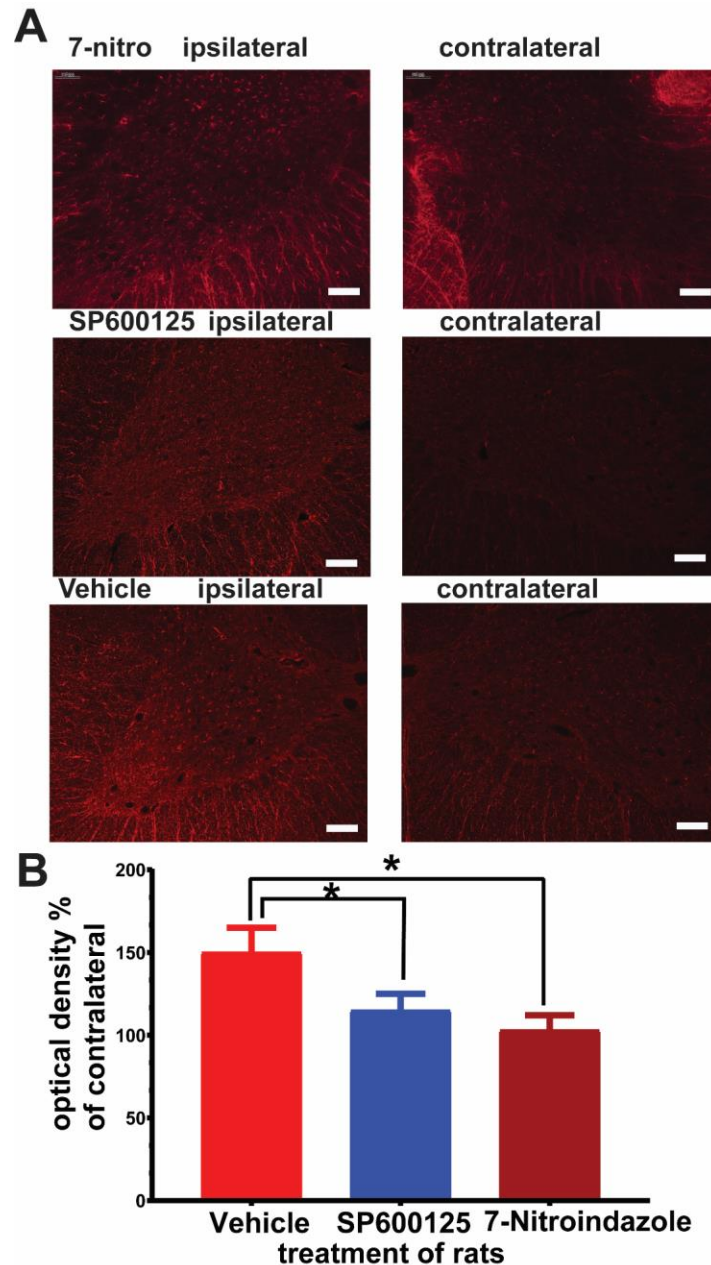 A
7-nitro ipsilateral contralateral
SP600125 ipsilateral contralateral
Vehicle ipsilateral contralateral
B
* 
*
200
150
100
50
0
optical density %
of contralateral
Vehicle SP600125 7-Nitroindazole
treatment of rats